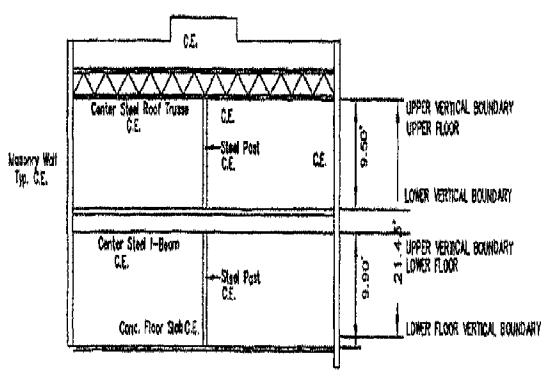 C.E.
Center Steel Roof Trusse
C.E.
C.E.
Steel Post
C.E.
C.E.
Masonry Wall
Typ. C.E.
9.50'
UPPER VERTICAL BOUNDARY
UPPER FLOOR
LOWER VERTICAL BOUNDARY
Center Steel I-Beam
C.E.
Steel Post
C.E.
Conc. Floor Slab C.E.
9.90'
21.43'
UPPER VERTICAL BOUNDARY
LOWER FLOOR
LOWER FLOOR VERTICAL BOUNDARY